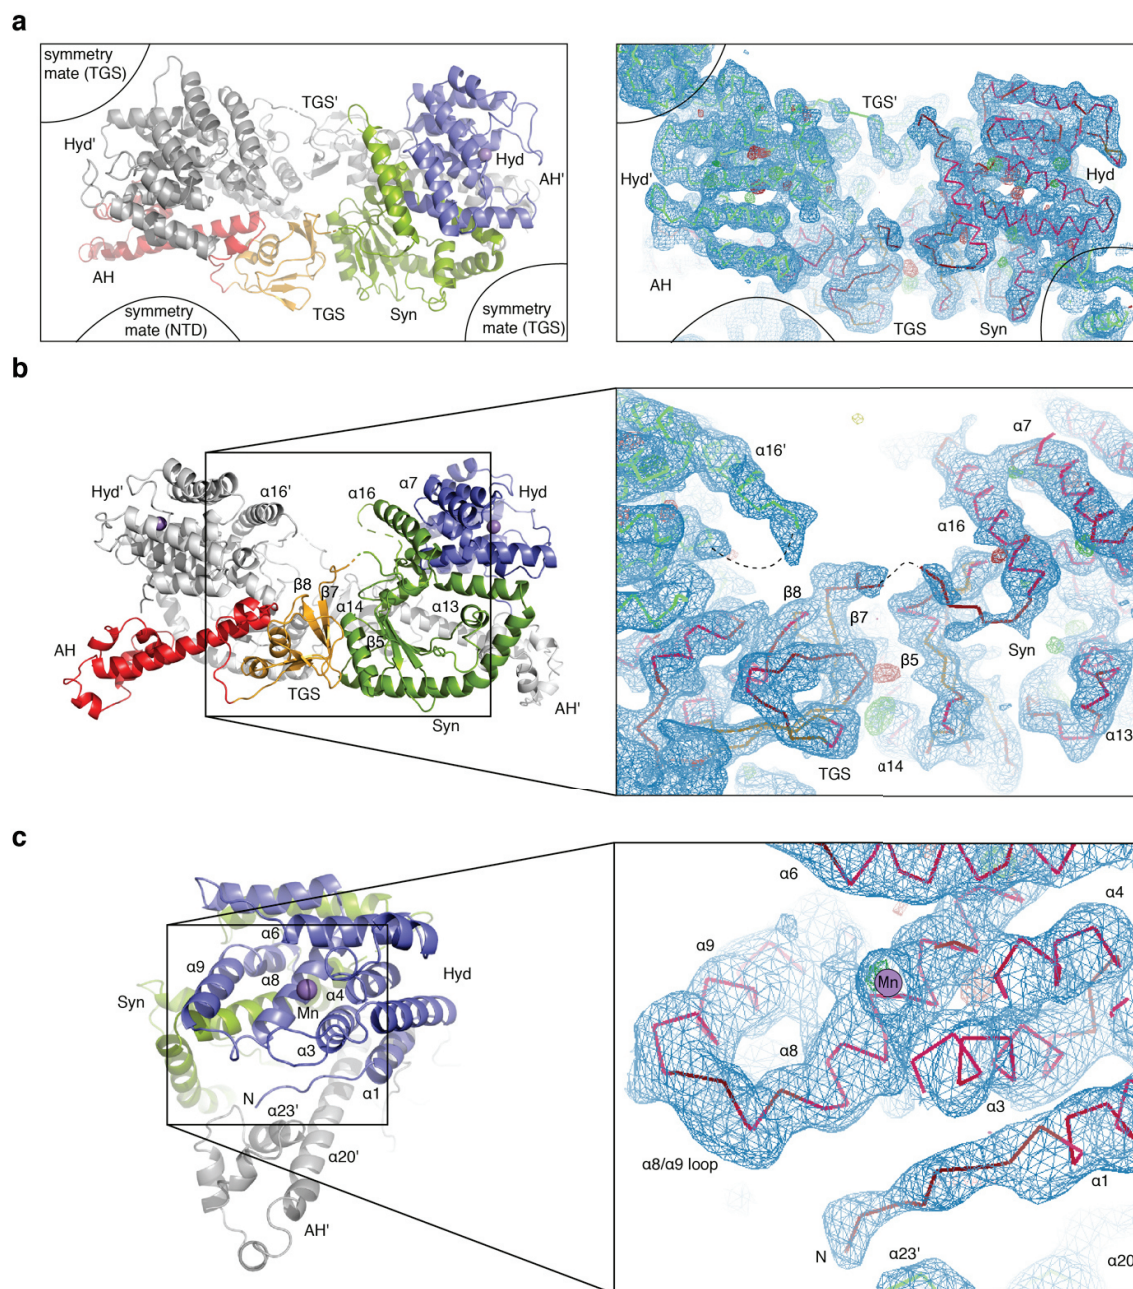 a
symmetry
mate (TGS)
TGS'
Hyd'
Hyd
AH'
AH
symmetry
mate (NTD)
TGS
Syn
symmetry
mate (TGS)
TGS'
Hyd'
Hyd
AH
TGS
Syn
b
Hyd'
α16'
α16
α7
Hyd
β8
β7
α14
α13
β5
AH
TGS
Syn
AH'
α16'
α7
α16
β8
β7
Syn
β5
α13
α14
TGS
c
α6
α9
α8
Hyd
Syn
α4
Mn
α3
N
α1
α23'
α20'
AH'
α6
α4
α9
Mn
α8
α3
α8/α9 loop
α1
N
α23'
α20